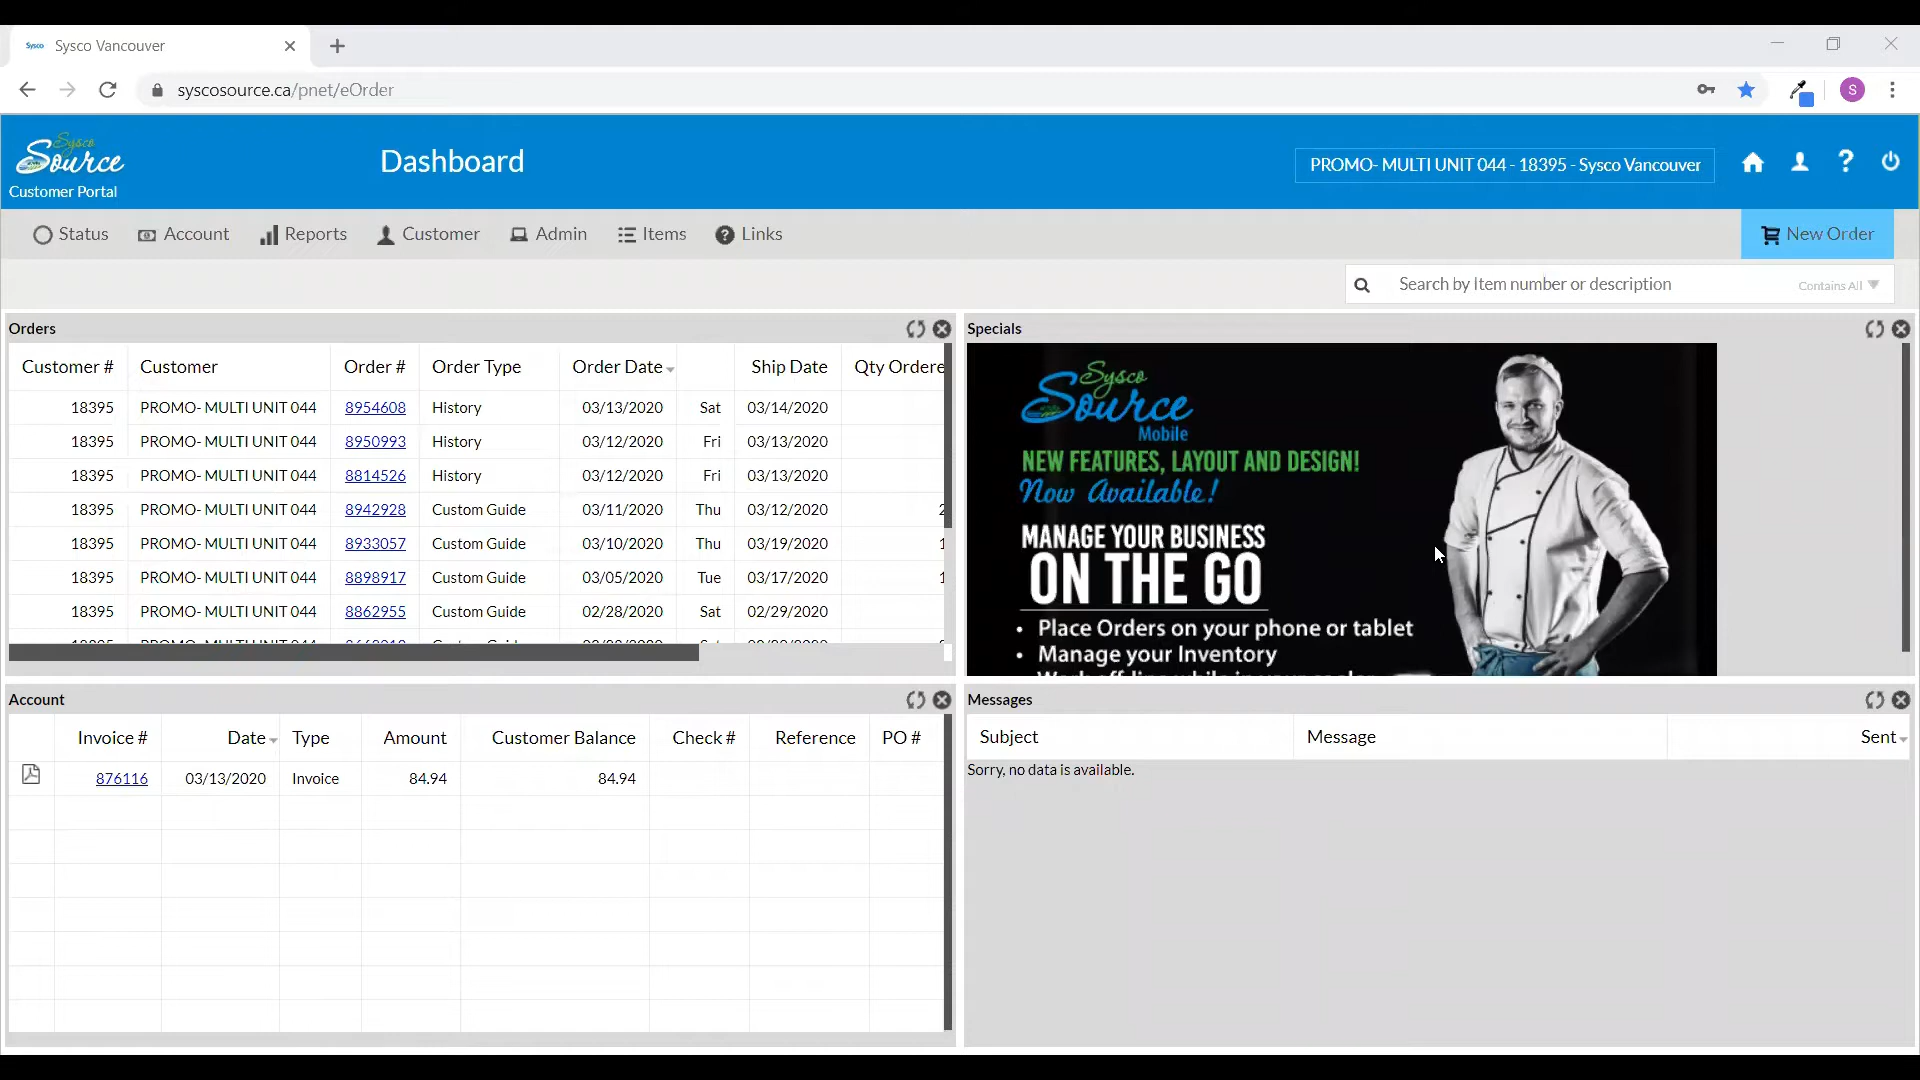 Sysco Sysco Vancouver
syscosource.ca/pnet/eOrder S
Sysco
Source
Customer Portal
Dashboard
PROMO- MULTI UNIT 044 - 18395 - Sysco Vancouver
Status Account Reports Customer Admin Items Links
New Order
Search by Item number or description Contains All
Orders
Customer # Customer Order # Order Type Order Date Ship Date Qty Ordere
18395 PROMO- MULTI UNIT 044 8954608 History 03/13/2020 Sat 03/14/2020
18395 PROMO- MULTI UNIT 044 8950993 History 03/12/2020 Fri 03/13/2020
18395 PROMO- MULTI UNIT 044 8814526 History 03/12/2020 Fri 03/13/2020
18395 PROMO- MULTI UNIT 044 8942928 Custom Guide 03/11/2020 Thu 03/12/2020 2
18395 PROMO- MULTI UNIT 044 8933057 Custom Guide 03/10/2020 Thu 03/19/2020 1
18395 PROMO- MULTI UNIT 044 8898917 Custom Guide 03/05/2020 Tue 03/17/2020 1
18395 PROMO- MULTI UNIT 044 8862955 Custom Guide 02/28/2020 Sat 02/29/2020
Specials
Sysco
Source
Mobile
NEW FEATURES, LAYOUT AND DESIGN!
Now Available!
MANAGE YOUR BUSINESS
ON THE GO
• Place Orders on your phone or tablet
• Manage your Inventory
Account
Invoice # Date Type Amount Customer Balance Check # Reference PO #
876116 03/13/2020 Invoice 84.94 84.94
Messages
Subject Message Sent
Sorry, no data is available.